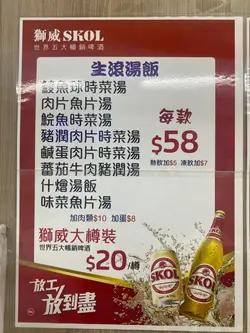 獅威SKOL
世界五大暢銷啤酒
生滾湯飯
鯪魚球時菜湯
肉片魚片湯
鯇魚時菜湯
豬潤肉片時菜湯
鹹蛋肉片時菜湯
蕃茄牛肉豬潤湯
什燴湯飯
味菜魚片湯
每款
$58
熱飲加$5 凍飲加$7
加肉類$10 加蛋$8
獅威大樽裝
世界五大暢銷啤酒
$20/樽
放工
放到盡
SKOL
SKOL